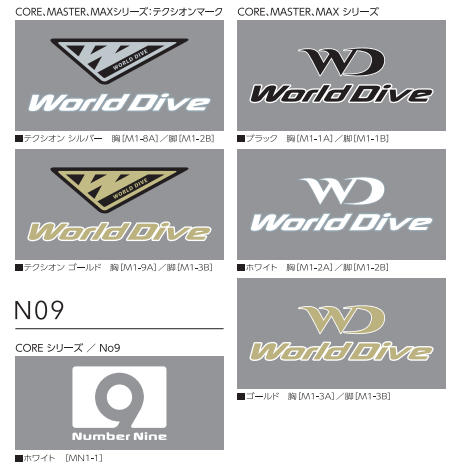 CORE、MASTER、MAXシリーズ:テクシオンマーク
WORLD DIVE
World Dive
■テクシオン シルバー 胸[M1-8A]／脚[M1-2B]
WORLD DIVE
World Dive
■テクシオン ゴールド 胸[M1-9A]／脚[M1-3B]
N09
CORE シリーズ ／ No9
9
Number Nine
■ホワイト [MN1-1]
CORE、MASTER、MAX シリーズ
WD
World Dive
■ブラック 胸[M1-1A]／脚[M1-1B]
WD
World Dive
■ホワイト 胸[M1-2A]／脚[M1-2B]
WD
World Dive
■ゴールド 胸[M1-3A]／脚[M1-3B]